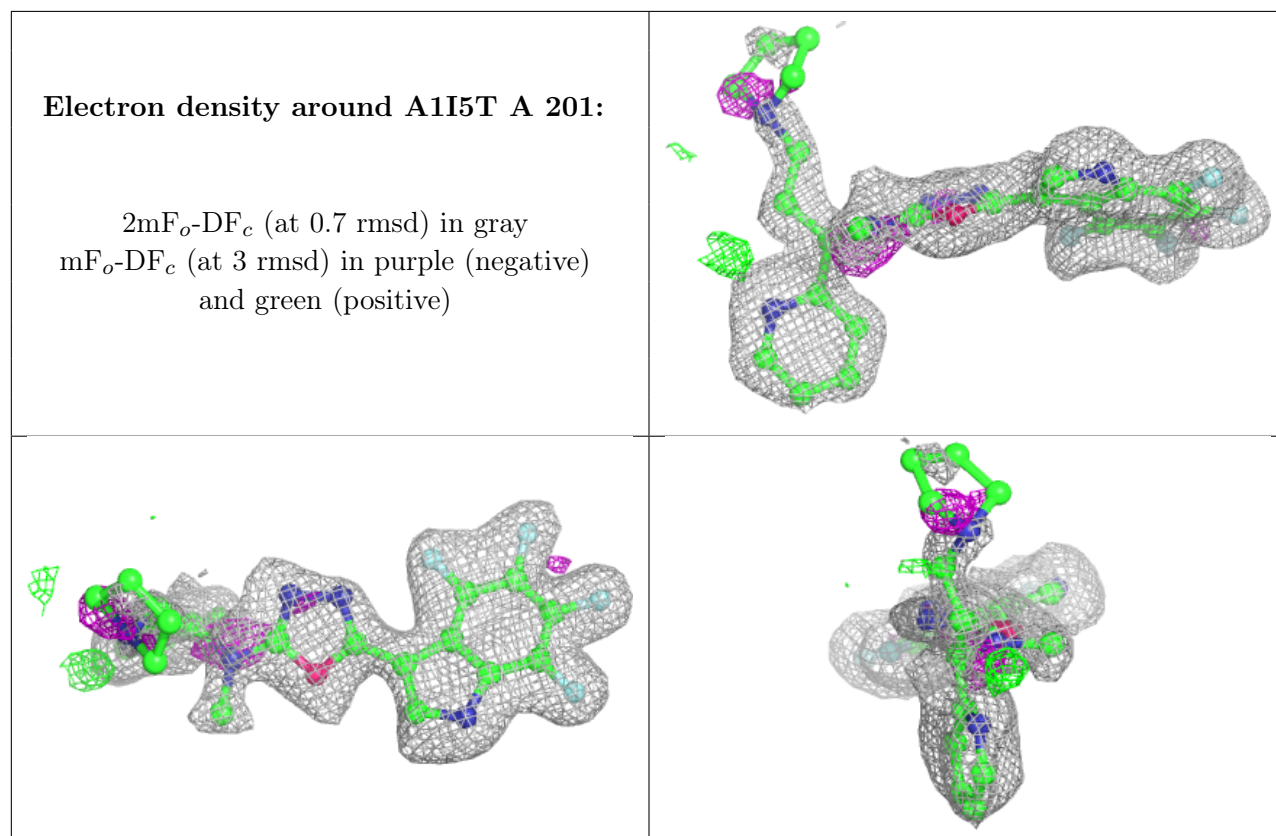 Electron density around A1I5T A 201:
2mFo-DFc (at 0.7 rmsd) in gray
mFo-DFc (at 3 rmsd) in purple (negative)
and green (positive)